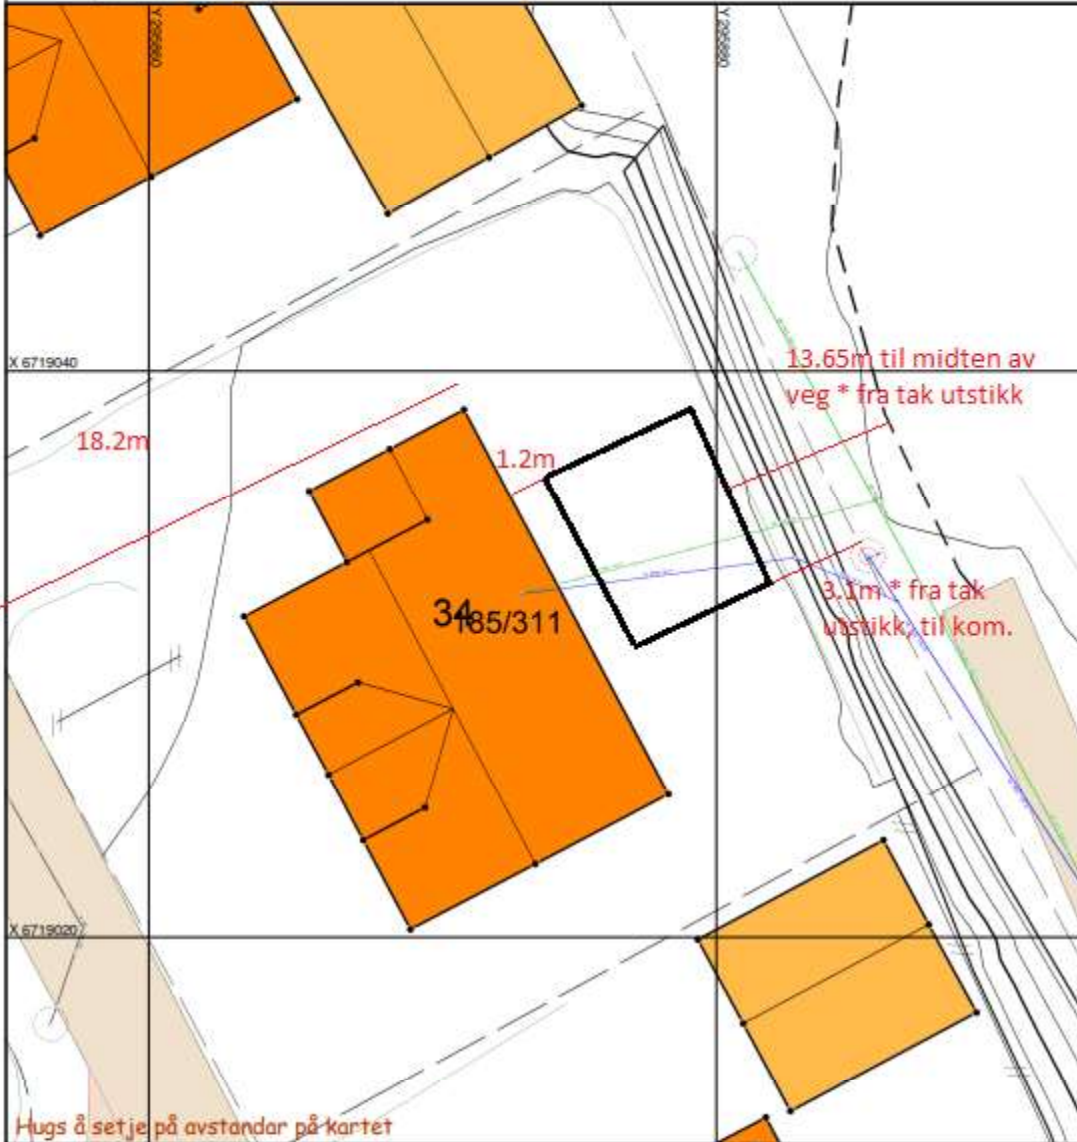 Y 295860
Y 295880
X 6719040
13.65m til midten av
veg * fra tak utstikk
18.2m
1.2m
34
185/311
3.1m * fra tak
utstikk, til kom.
X 6719020
Hugs å setje på avstandar på kartet